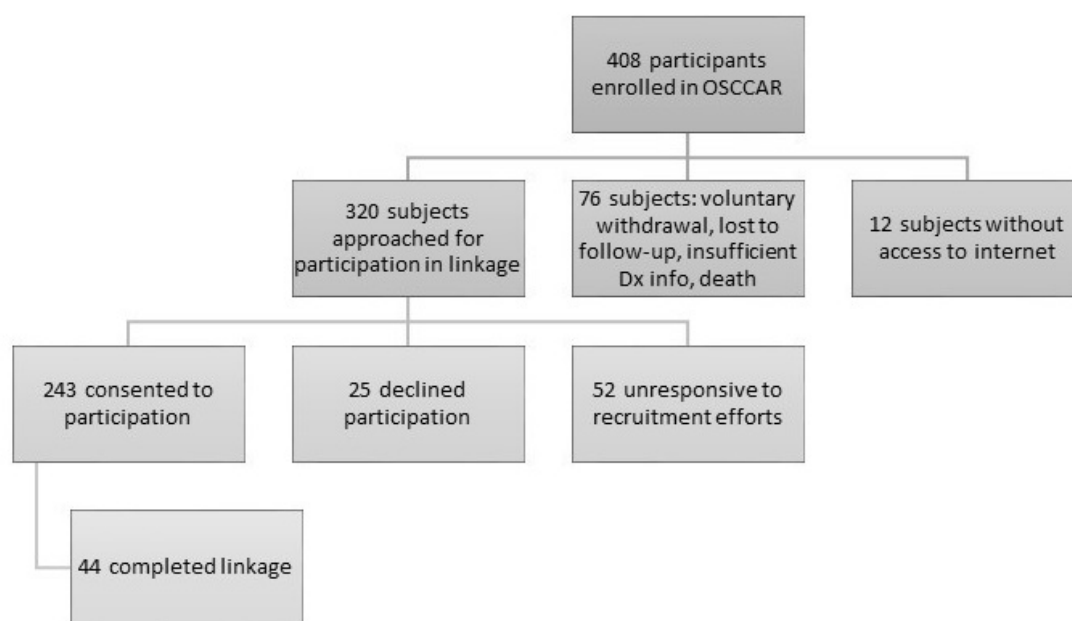 408 participants
enrolled in OSCCAR
320 subjects
approached for
participation in linkage
76 subjects: voluntary
withdrawal, lost to
follow-up, insufficient
Dx info, death
12 subjects without
access to internet
243 consented to
participation
25 declined
participation
52 unresponsive to
recruitment efforts
44 completed linkage